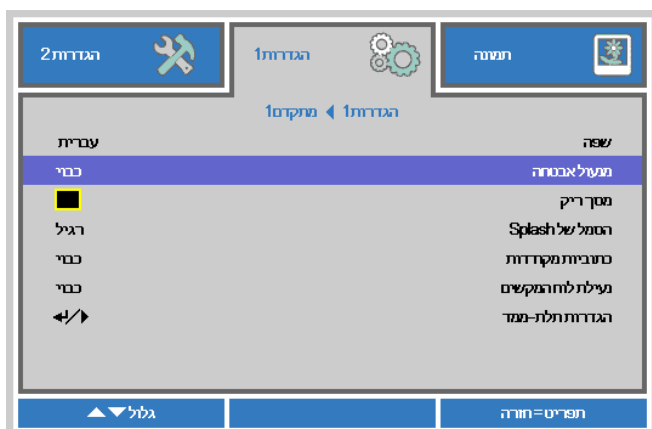 תמונה
הגדרות1
הגדרות2
הגדרות1 ◀ מתקדם1
שפה עברית
מנעול אבטחה כבוי
מסך ריק
הסמל של Splash רגיל
כתוביות מקודדות כבוי
נעילת לוח המקשים כבוי
הגדרות תלת-ממד
תפריט=חזרה
גלול▼▲